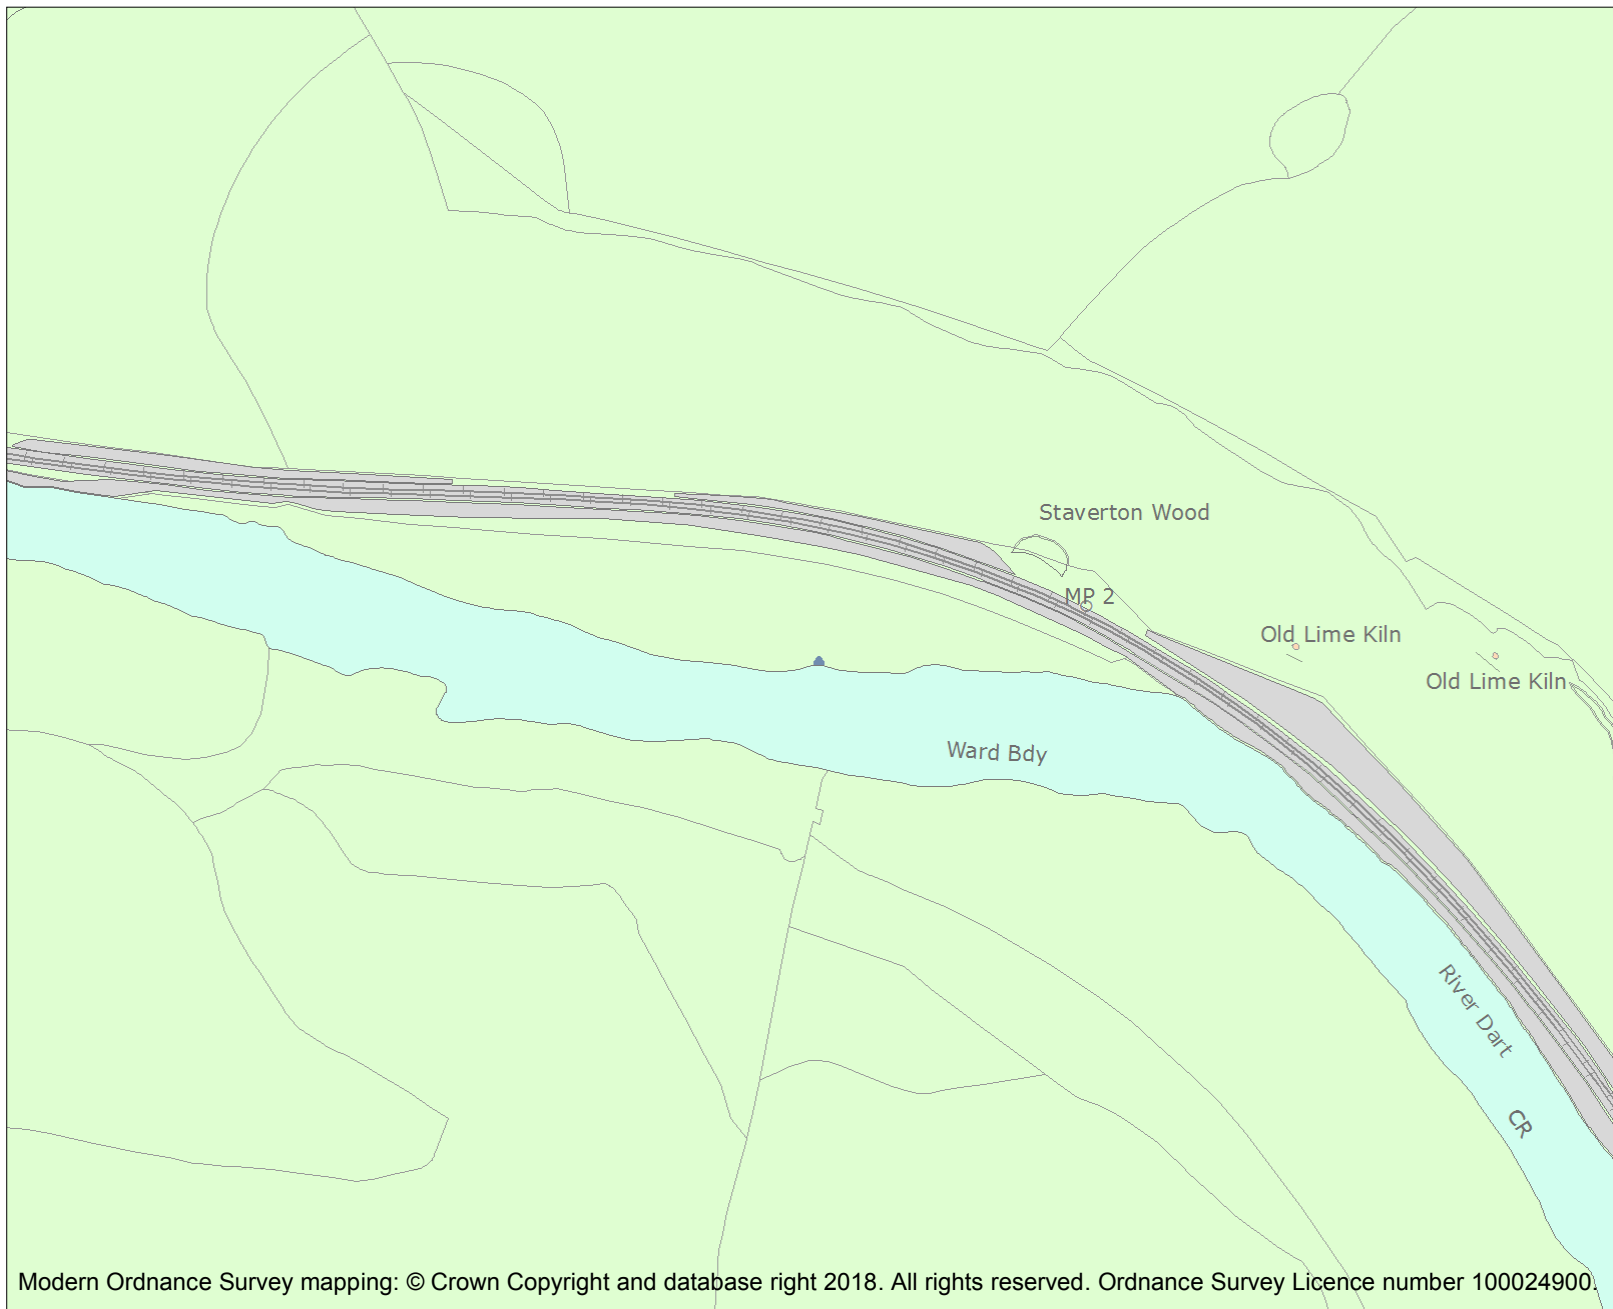 Staverton Wood
MP 2
Old Lime Kiln
Old Lime Kiln
Ward Bdy
River Dart
CR
Modern Ordnance Survey mapping: © Crown Copyright and database right 2018. All rights reserved. Ordnance Survey Licence number 100024900.